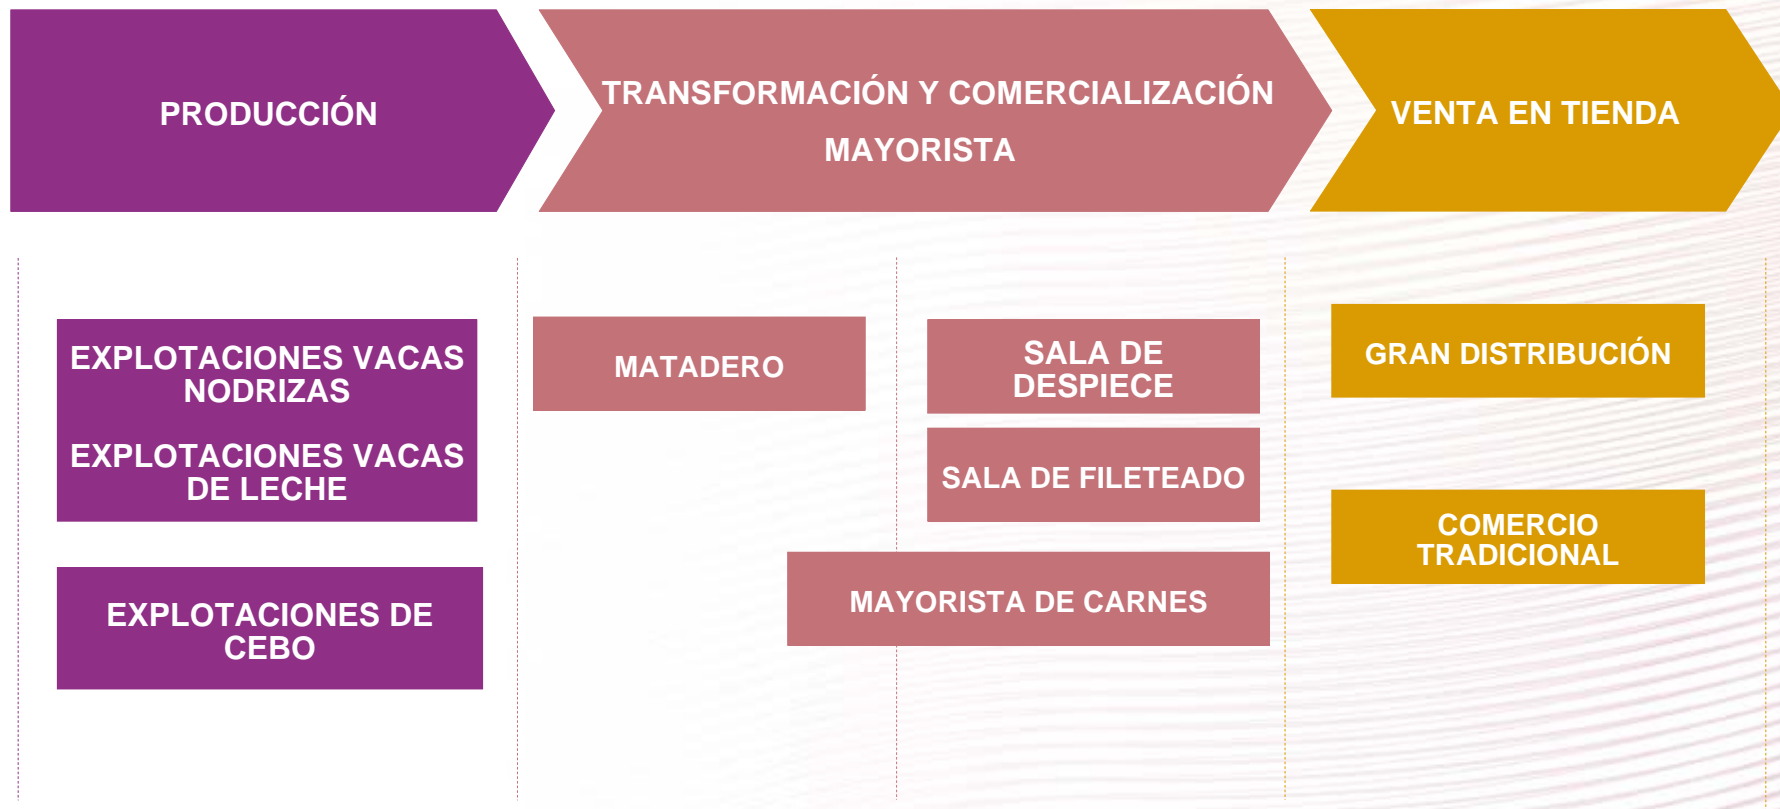 PRODUCCIÓN
TRANSFORMACIÓN Y COMERCIALIZACIÓN
MAYORISTA
VENTA EN TIENDA
EXPLOTACIONES VACAS
NODRIZAS
EXPLOTACIONES VACAS
DE LECHE
EXPLOTACIONES DE
CEBO
MATADERO
SALA DE
DESPIECE
SALA DE FILETEADO
MAYORISTA DE CARNES
GRAN DISTRIBUCIÓN
COMERCIO
TRADICIONAL